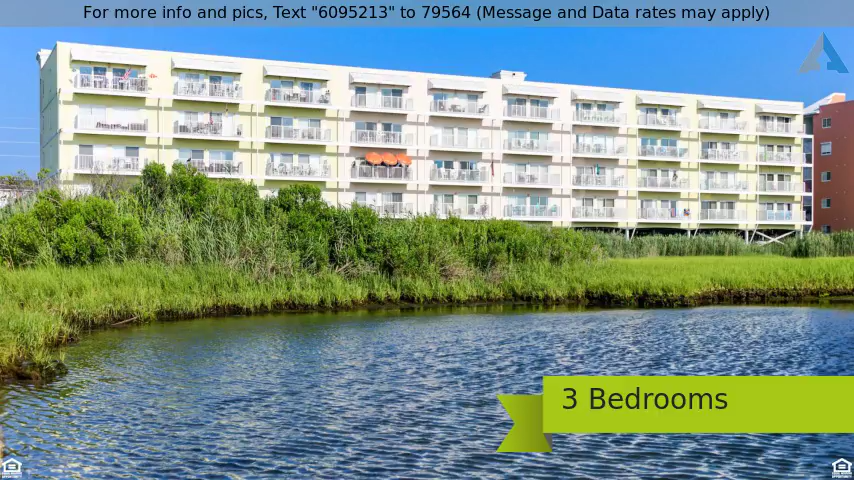 For more info and pics, Text "6095213" to 79564 (Message and Data rates may apply)
3 Bedrooms